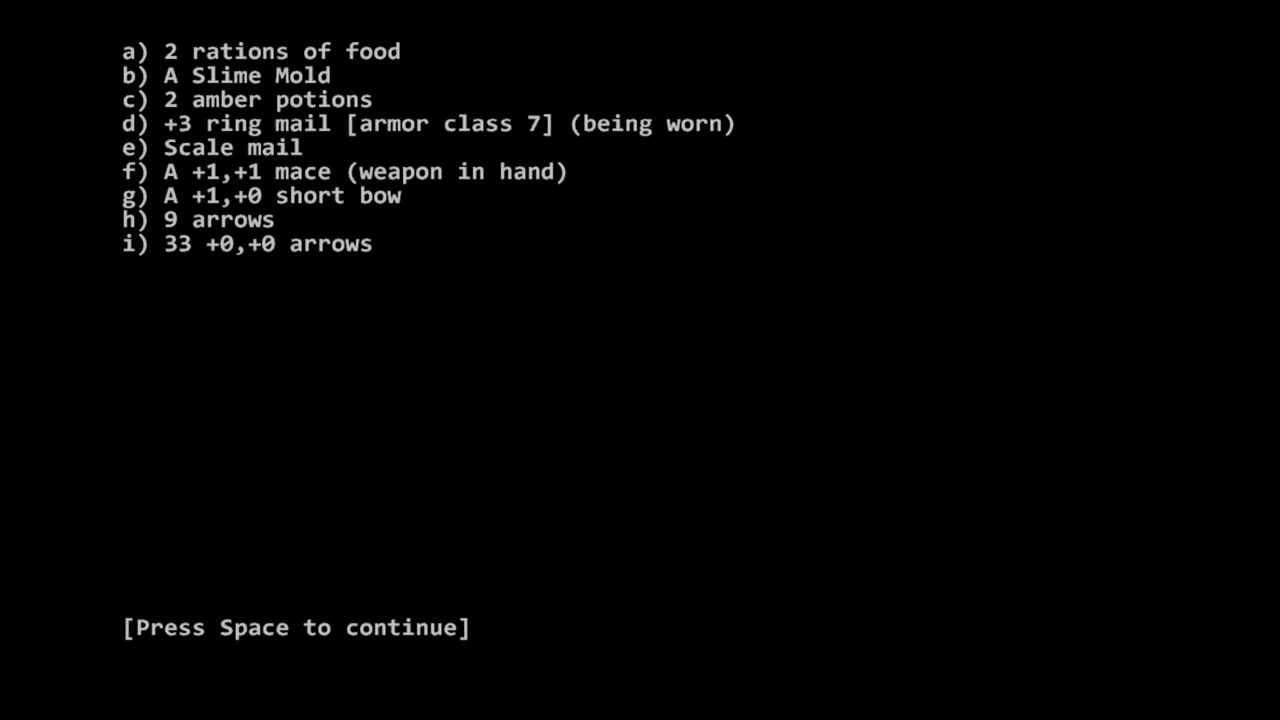 a) 2 rations of food
b) A Slime Mold
c) 2 amber potions
d) +3 ring mail [armor class 7] (being worn)
e) Scale mail
f) A +1,+1 mace (weapon in hand)
g) A +1,+0 short bow
h) 9 arrows
i) 33 +0,+0 arrows
[Press Space to continue]